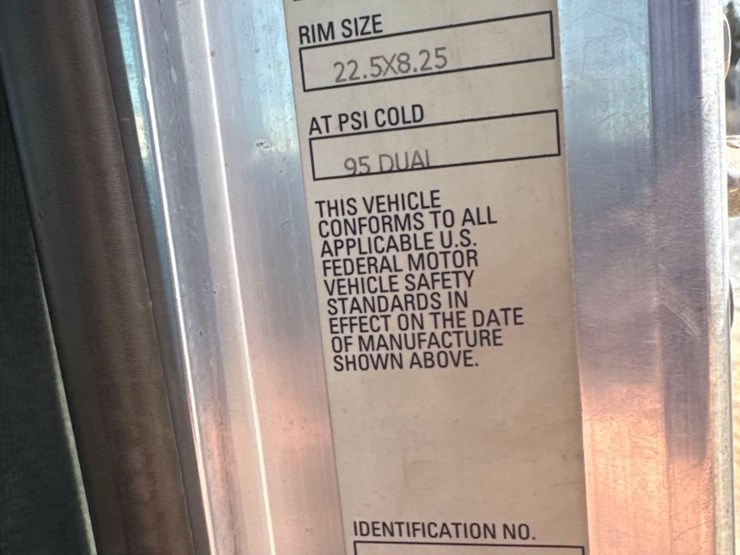 RIM SIZE
22.5X8.25
AT PSI COLD
95 DUAL
THIS VEHICLE
CONFORMS TO ALL
APPLICABLE U.S.
FEDERAL MOTOR
VEHICLE SAFETY
STANDARDS IN
EFFECT ON THE DATE
OF MANUFACTURE
SHOWN ABOVE.
IDENTIFICATION NO.